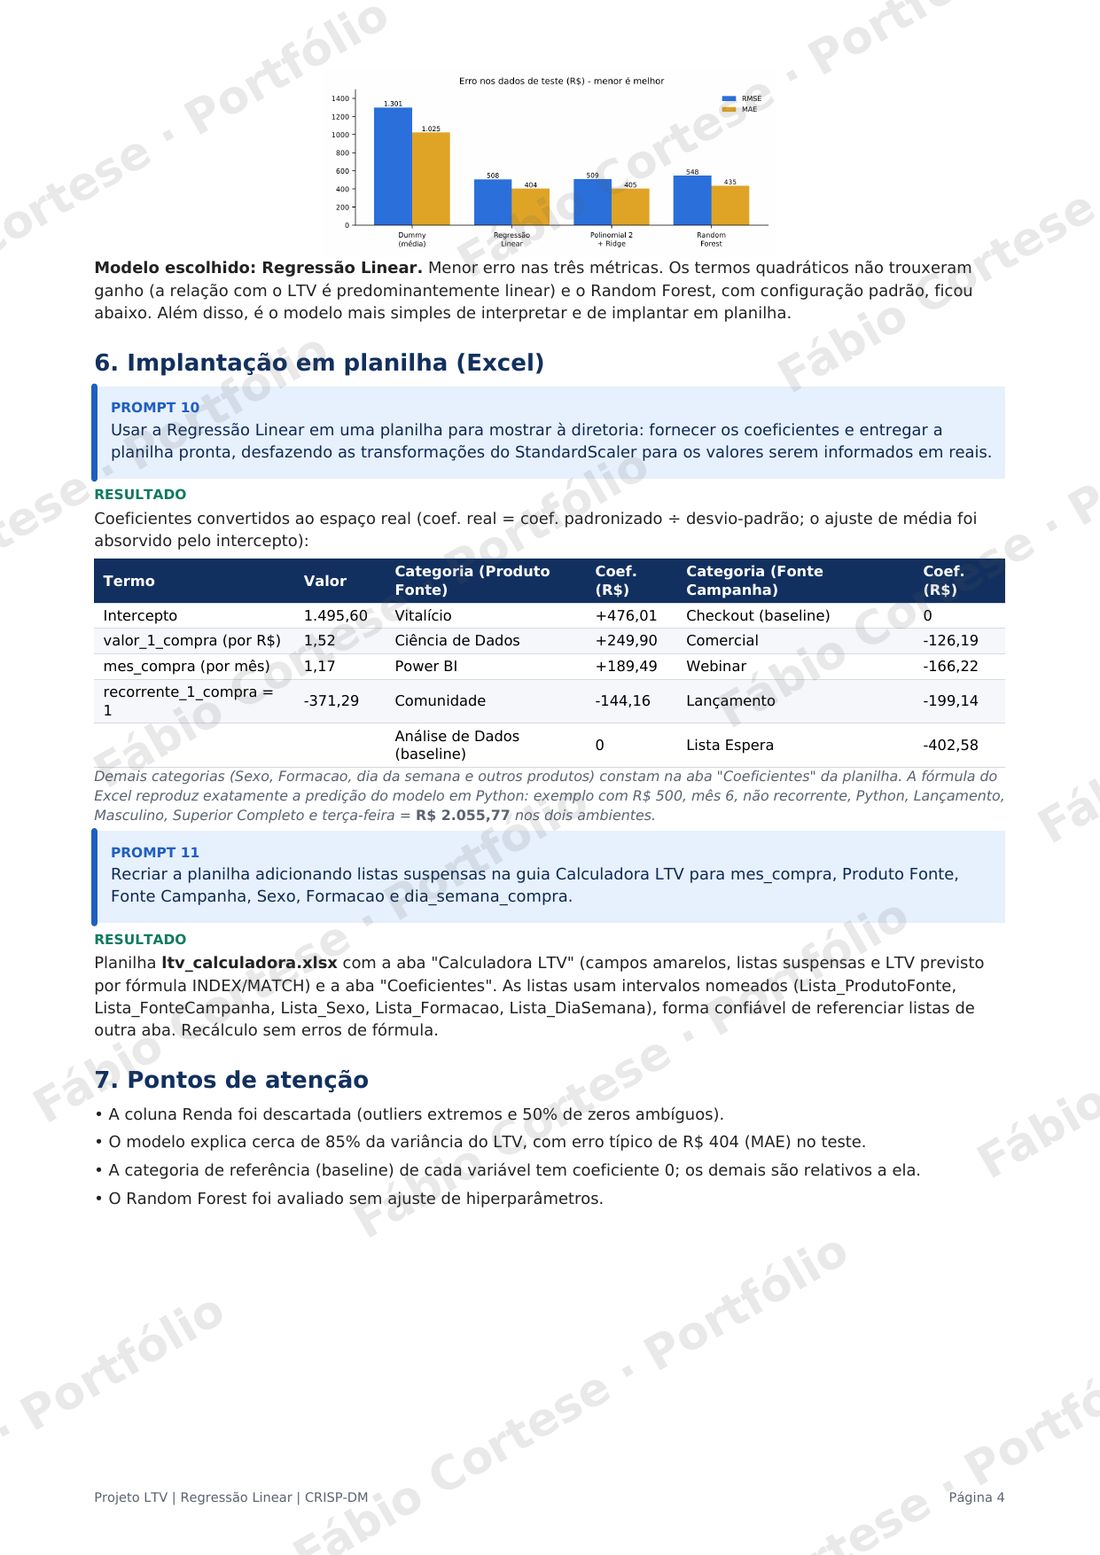 Erro nos dados de teste (R$) - menor é melhor
RMSE
MAE
1400
1200
1000
800
600
400
200
0
1.301
1.025
508
404
509
405
548
435
Dummy
(média)
Regressão
Linear
Polinomial 2
+ Ridge
Random
Forest
Modelo escolhido: Regressão Linear. Menor erro nas três métricas. Os termos quadráticos não trouxeram
ganho (a relação com o LTV é predominantemente linear) e o Random Forest, com configuração padrão, ficou
abaixo. Além disso, é o modelo mais simples de interpretar e de implantar em planilha.
6. Implantação em planilha (Excel)
PROMPT 10
Usar a Regressão Linear em uma planilha para mostrar à diretoria: fornecer os coeficientes e entregar a
planilha pronta, desfazendo as transformações do StandardScaler para os valores serem informados em reais.
RESULTADO
Coeficientes convertidos ao espaço real (coef. real = coef. padronizado ÷ desvio-padrão; o ajuste de média foi
absorvido pelo intercepto):
Termo Valor Categoria (Produto Fonte) Coef. (R$) Categoria (Fonte Campanha) Coef. (R$)
Intercepto 1.495,60 Vitalício +476,01 Checkout (baseline) 0
valor_1_compra (por R$) 1,52 Ciência de Dados +249,90 Comercial -126,19
mes_compra (por mês) 1,17 Power BI +189,49 Webinar -166,22
recorrente_1_compra = 1 -371,29 Comunidade -144,16 Lançamento -199,14
Análise de Dados (baseline) 0 Lista Espera -402,58
Demais categorias (Sexo, Formacao, dia da semana e outros produtos) constam na aba "Coeficientes" da planilha. A fórmula do
Excel reproduz exatamente a predição do modelo em Python: exemplo com R$ 500, mês 6, não recorrente, Python, Lançamento,
Masculino, Superior Completo e terça-feira = R$ 2.055,77 nos dois ambientes.
PROMPT 11
Recriar a planilha adicionando listas suspensas na guia Calculadora LTV para mes_compra, Produto Fonte,
Fonte Campanha, Sexo, Formacao e dia_semana_compra.
RESULTADO
Planilha ltv_calculadora.xlsx com a aba "Calculadora LTV" (campos amarelos, listas suspensas e LTV previsto
por fórmula INDEX/MATCH) e a aba "Coeficientes". As listas usam intervalos nomeados (Lista_ProdutoFonte,
Lista_FonteCampanha, Lista_Sexo, Lista_Formacao, Lista_DiaSemana), forma confiável de referenciar listas de
outra aba. Recálculo sem erros de fórmula.
7. Pontos de atenção
• A coluna Renda foi descartada (outliers extremos e 50% de zeros ambíguos).
• O modelo explica cerca de 85% da variância do LTV, com erro típico de R$ 404 (MAE) no teste.
• A categoria de referência (baseline) de cada variável tem coeficiente 0; os demais são relativos a ela.
• O Random Forest foi avaliado sem ajuste de hiperparâmetros.
Projeto LTV | Regressão Linear | CRISP-DM
Página 4
Fábio Cortese · Portfólio